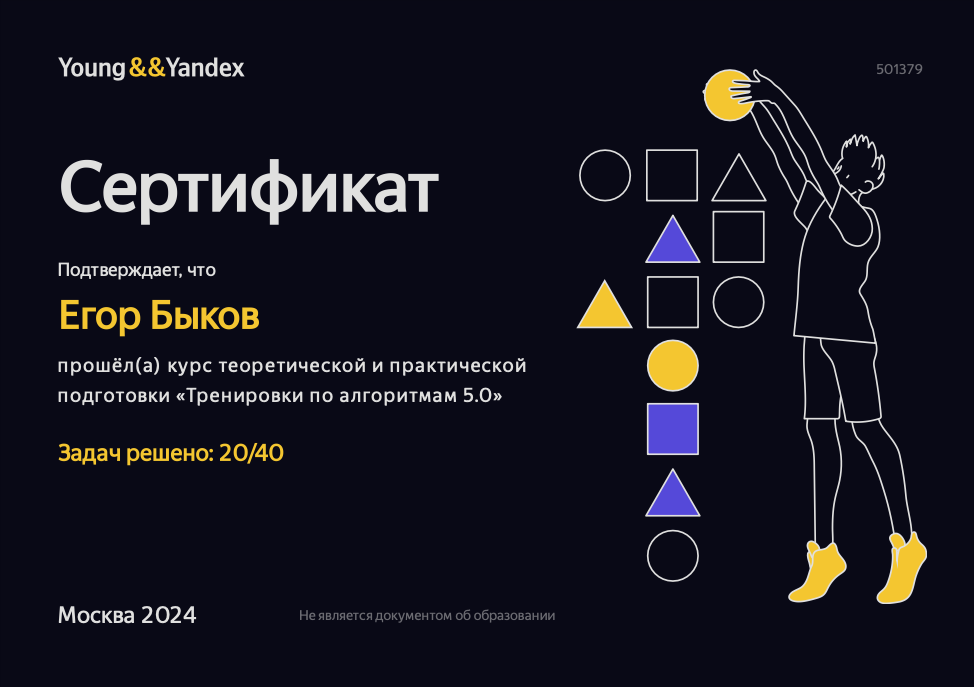 Young&&Yandex
501379
Сертификат
Подтверждает, что
Егор Быков
прошёл(а) курс теоретической и практической
подготовки «Тренировки по алгоритмам 5.0»
Задач решено: 20/40
Москва 2024
Не является документом об образовании